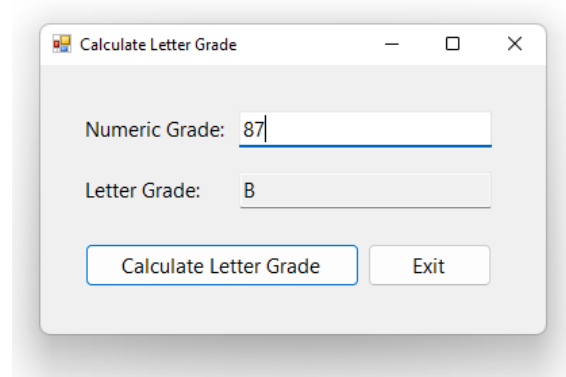 Calculate Letter Grade
Numeric Grade: 87
Letter Grade: B
Calculate Letter Grade Exit